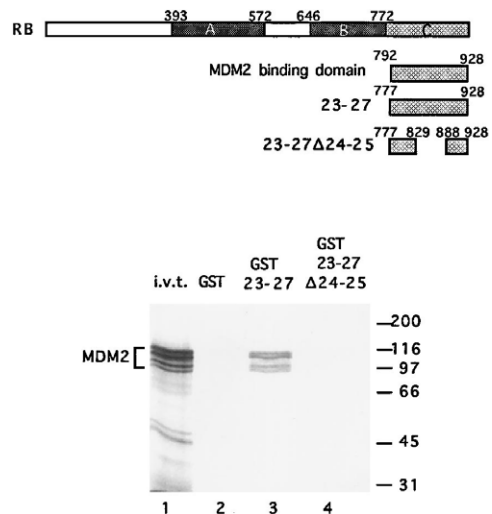 393 572 646 772
RB A B C
792 928
MDM2 binding domain
777 928
23-27
777 829 888 928
23-27Δ24-25
GST
GST 23-27
i.v.t. GST 23-27 Δ24-25
200
MDM2 116
97
66
45
31
1 2 3 4